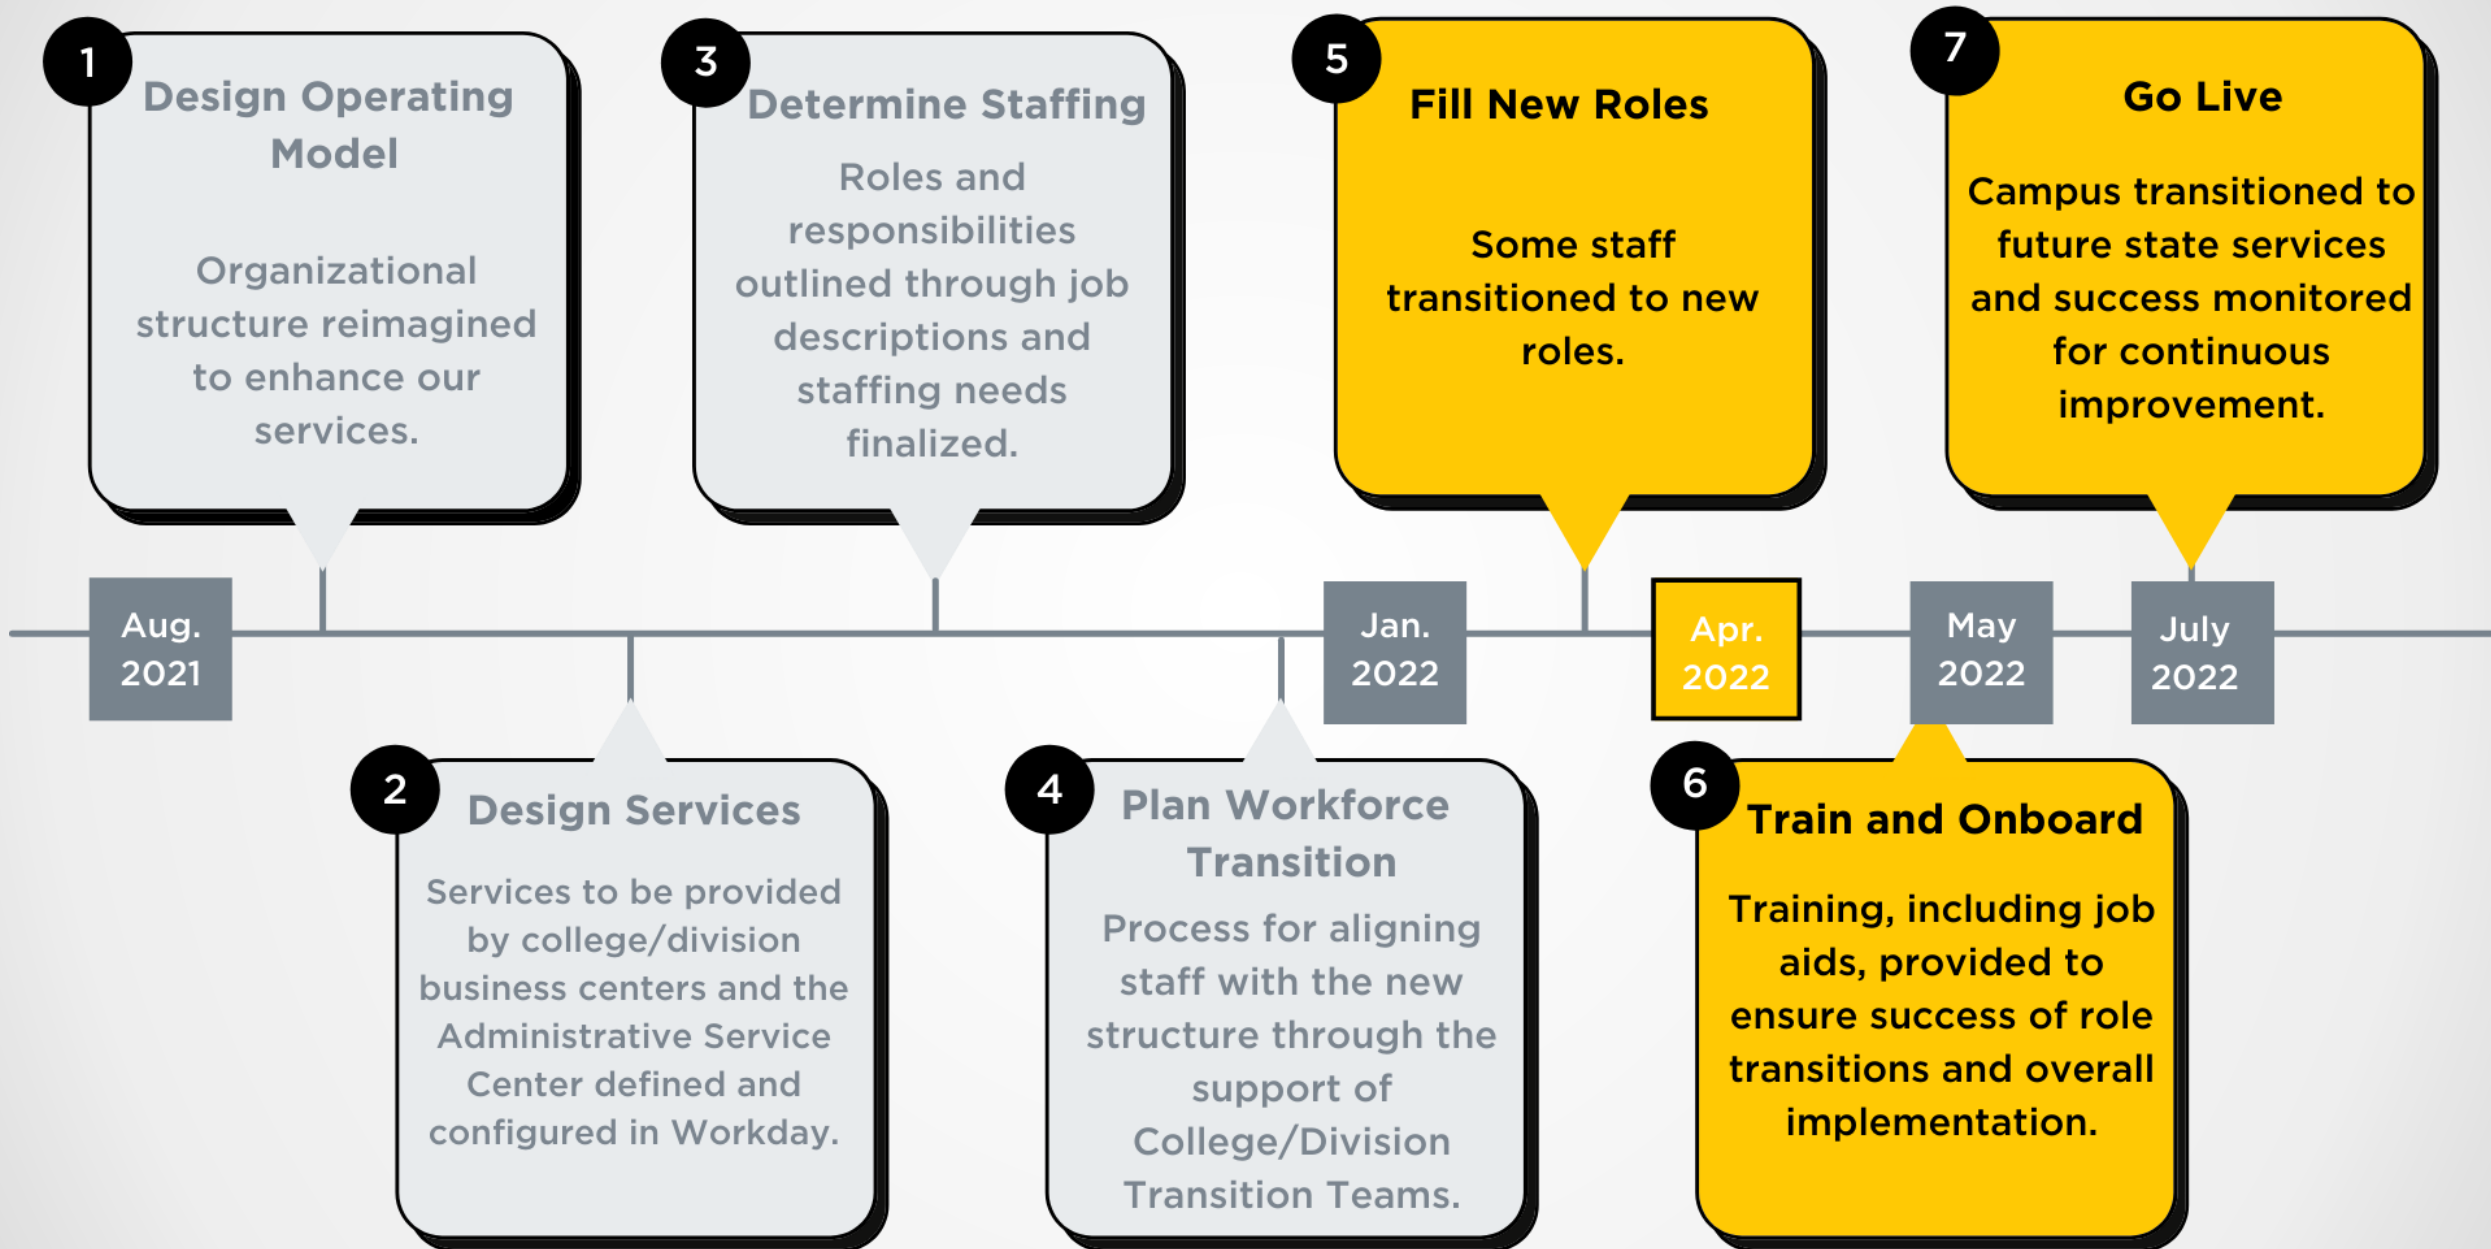 1
Design Operating
Model
Organizational
structure reimagined
to enhance our
services.
3
Determine Staffing
Roles and
responsibilities
outlined through job
descriptions and
staffing needs
finalized.
5
Fill New Roles
Some staff
transitioned to new
roles.
7
Go Live
Campus transitioned to
future state services
and success monitored
for continuous
improvement.
Aug.
2021
Jan.
2022
Apr.
2022
May
2022
July
2022
2
Design Services
Services to be provided
by college/division
business centers and the
Administrative Service
Center defined and
configured in Workday.
4
Plan Workforce
Transition
Process for aligning
staff with the new
structure through the
support of
College/Division
Transition Teams.
6
Train and Onboard
Training, including job
aids, provided to
ensure success of role
transitions and overall
implementation.